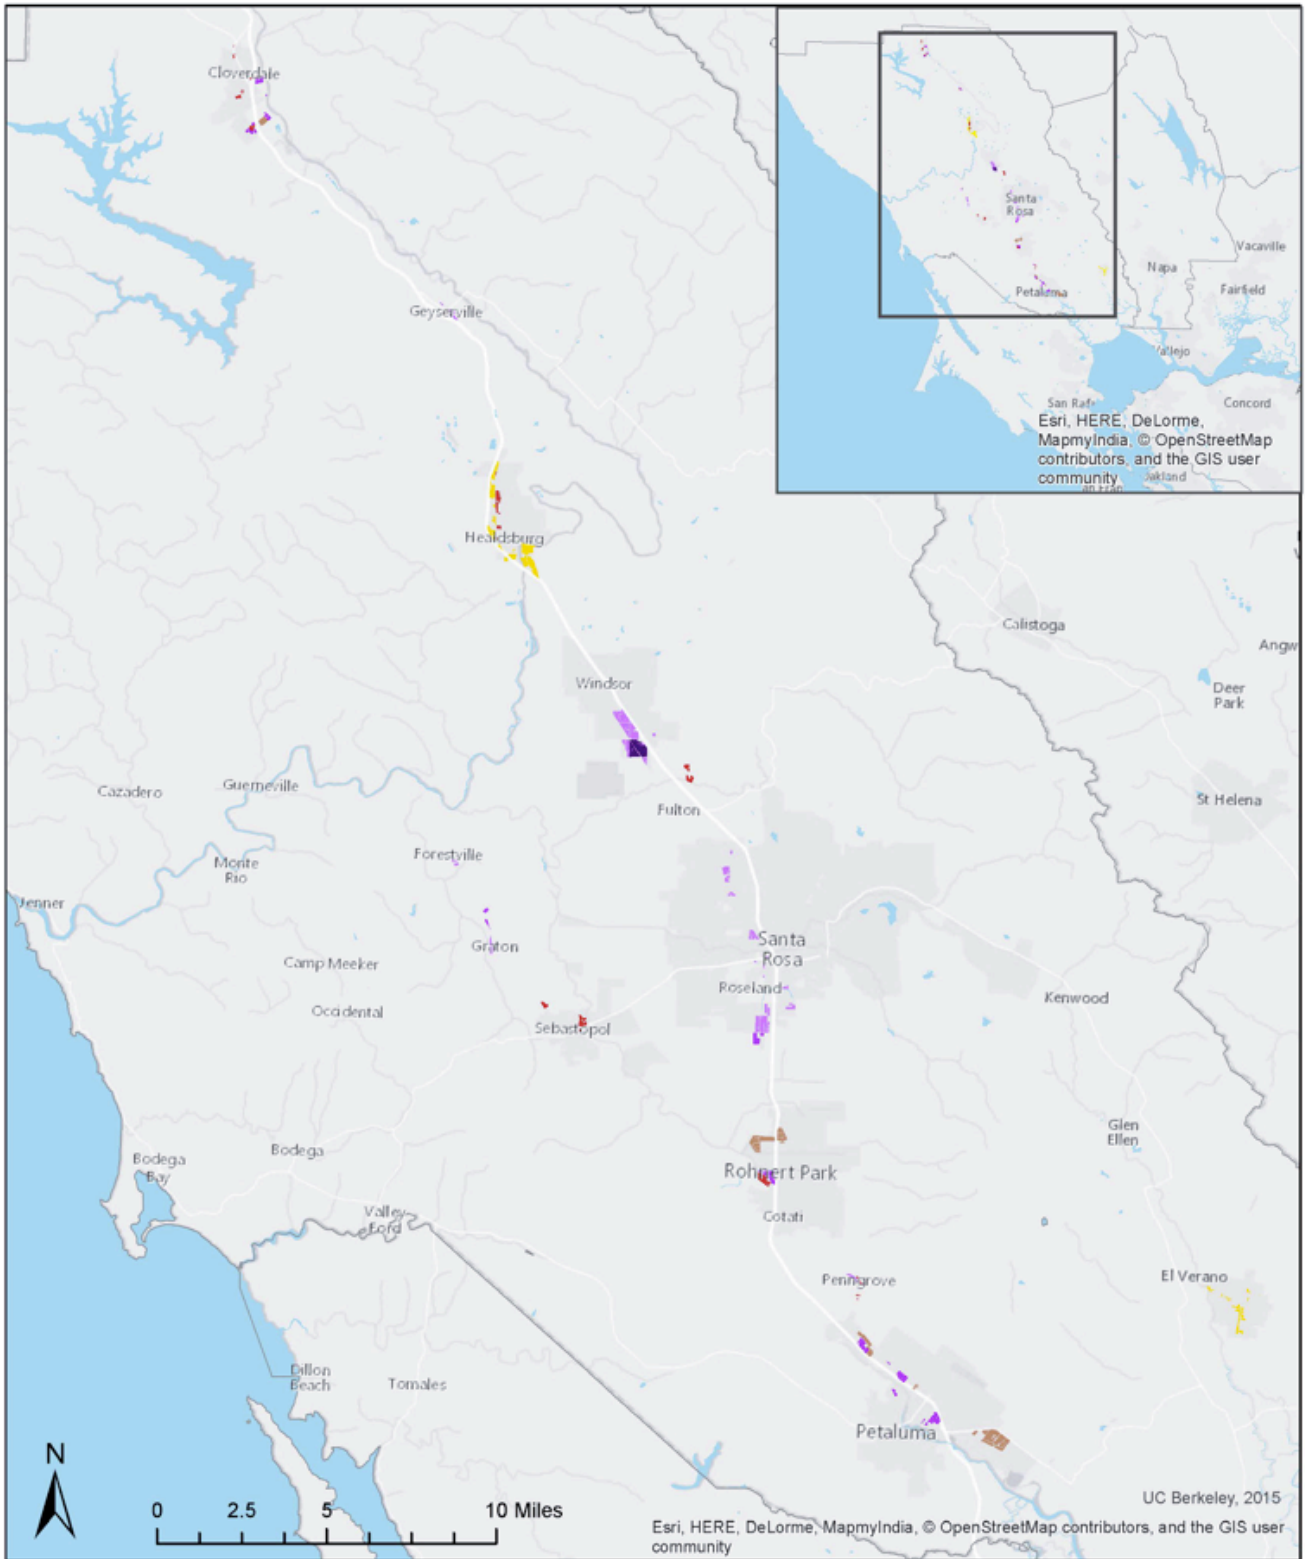 Cloverdale
Geyserville
Healdsburg
Windsor
Fulton
Cazadero
Guerneville
Monte
Rio
Forestville
Jenner
Graton
Camp Meeker
Occidental
Sebastopol
Santa
Rosa
Roseland
Kenwood
Calistoga
Angw
Deer
Park
St Helena
Glen
Ellen
Bodega
Bay
Bodega
Valley
Ford
Rohnert Park
Cotati
Penngrove
El Verano
Dillon
Beach
Tomales
Petaluma
Santa
Rosa
Petaluma
Napa
Vacaville
Fairfield
Vallejo
San Raf
Concord
Esri, HERE, DeLorme,
MapmyIndia, © OpenStreetMap
contributors, and the GIS user
community
Oakland
an Fran
N
0 2.5 5 10 Miles
UC Berkeley, 2015
Esri, HERE, DeLorme, MapmyIndia, © OpenStreetMap contributors, and the GIS user
community